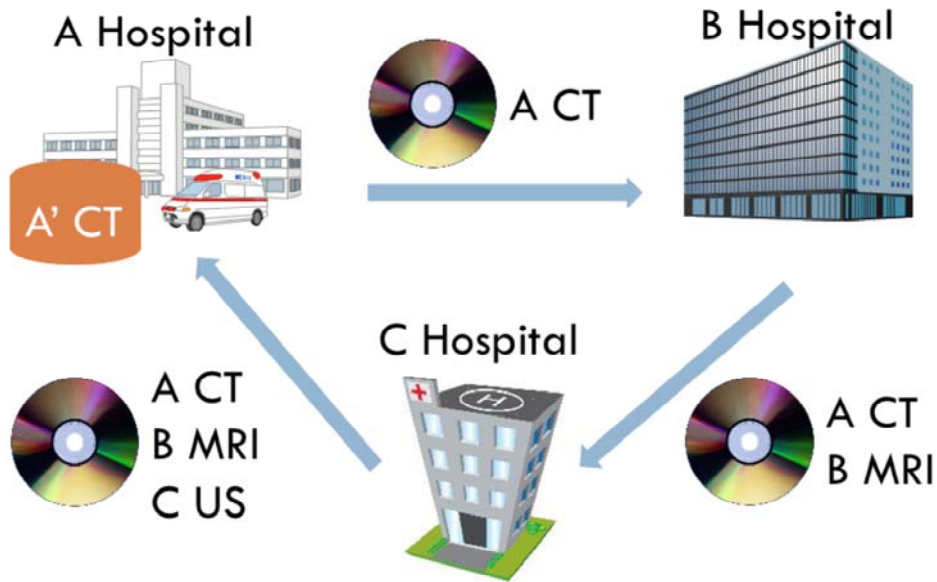 A Hospital
B Hospital
A CT
A' CT
C Hospital
H
A CT
B MRI
C US
A CT
B MRI